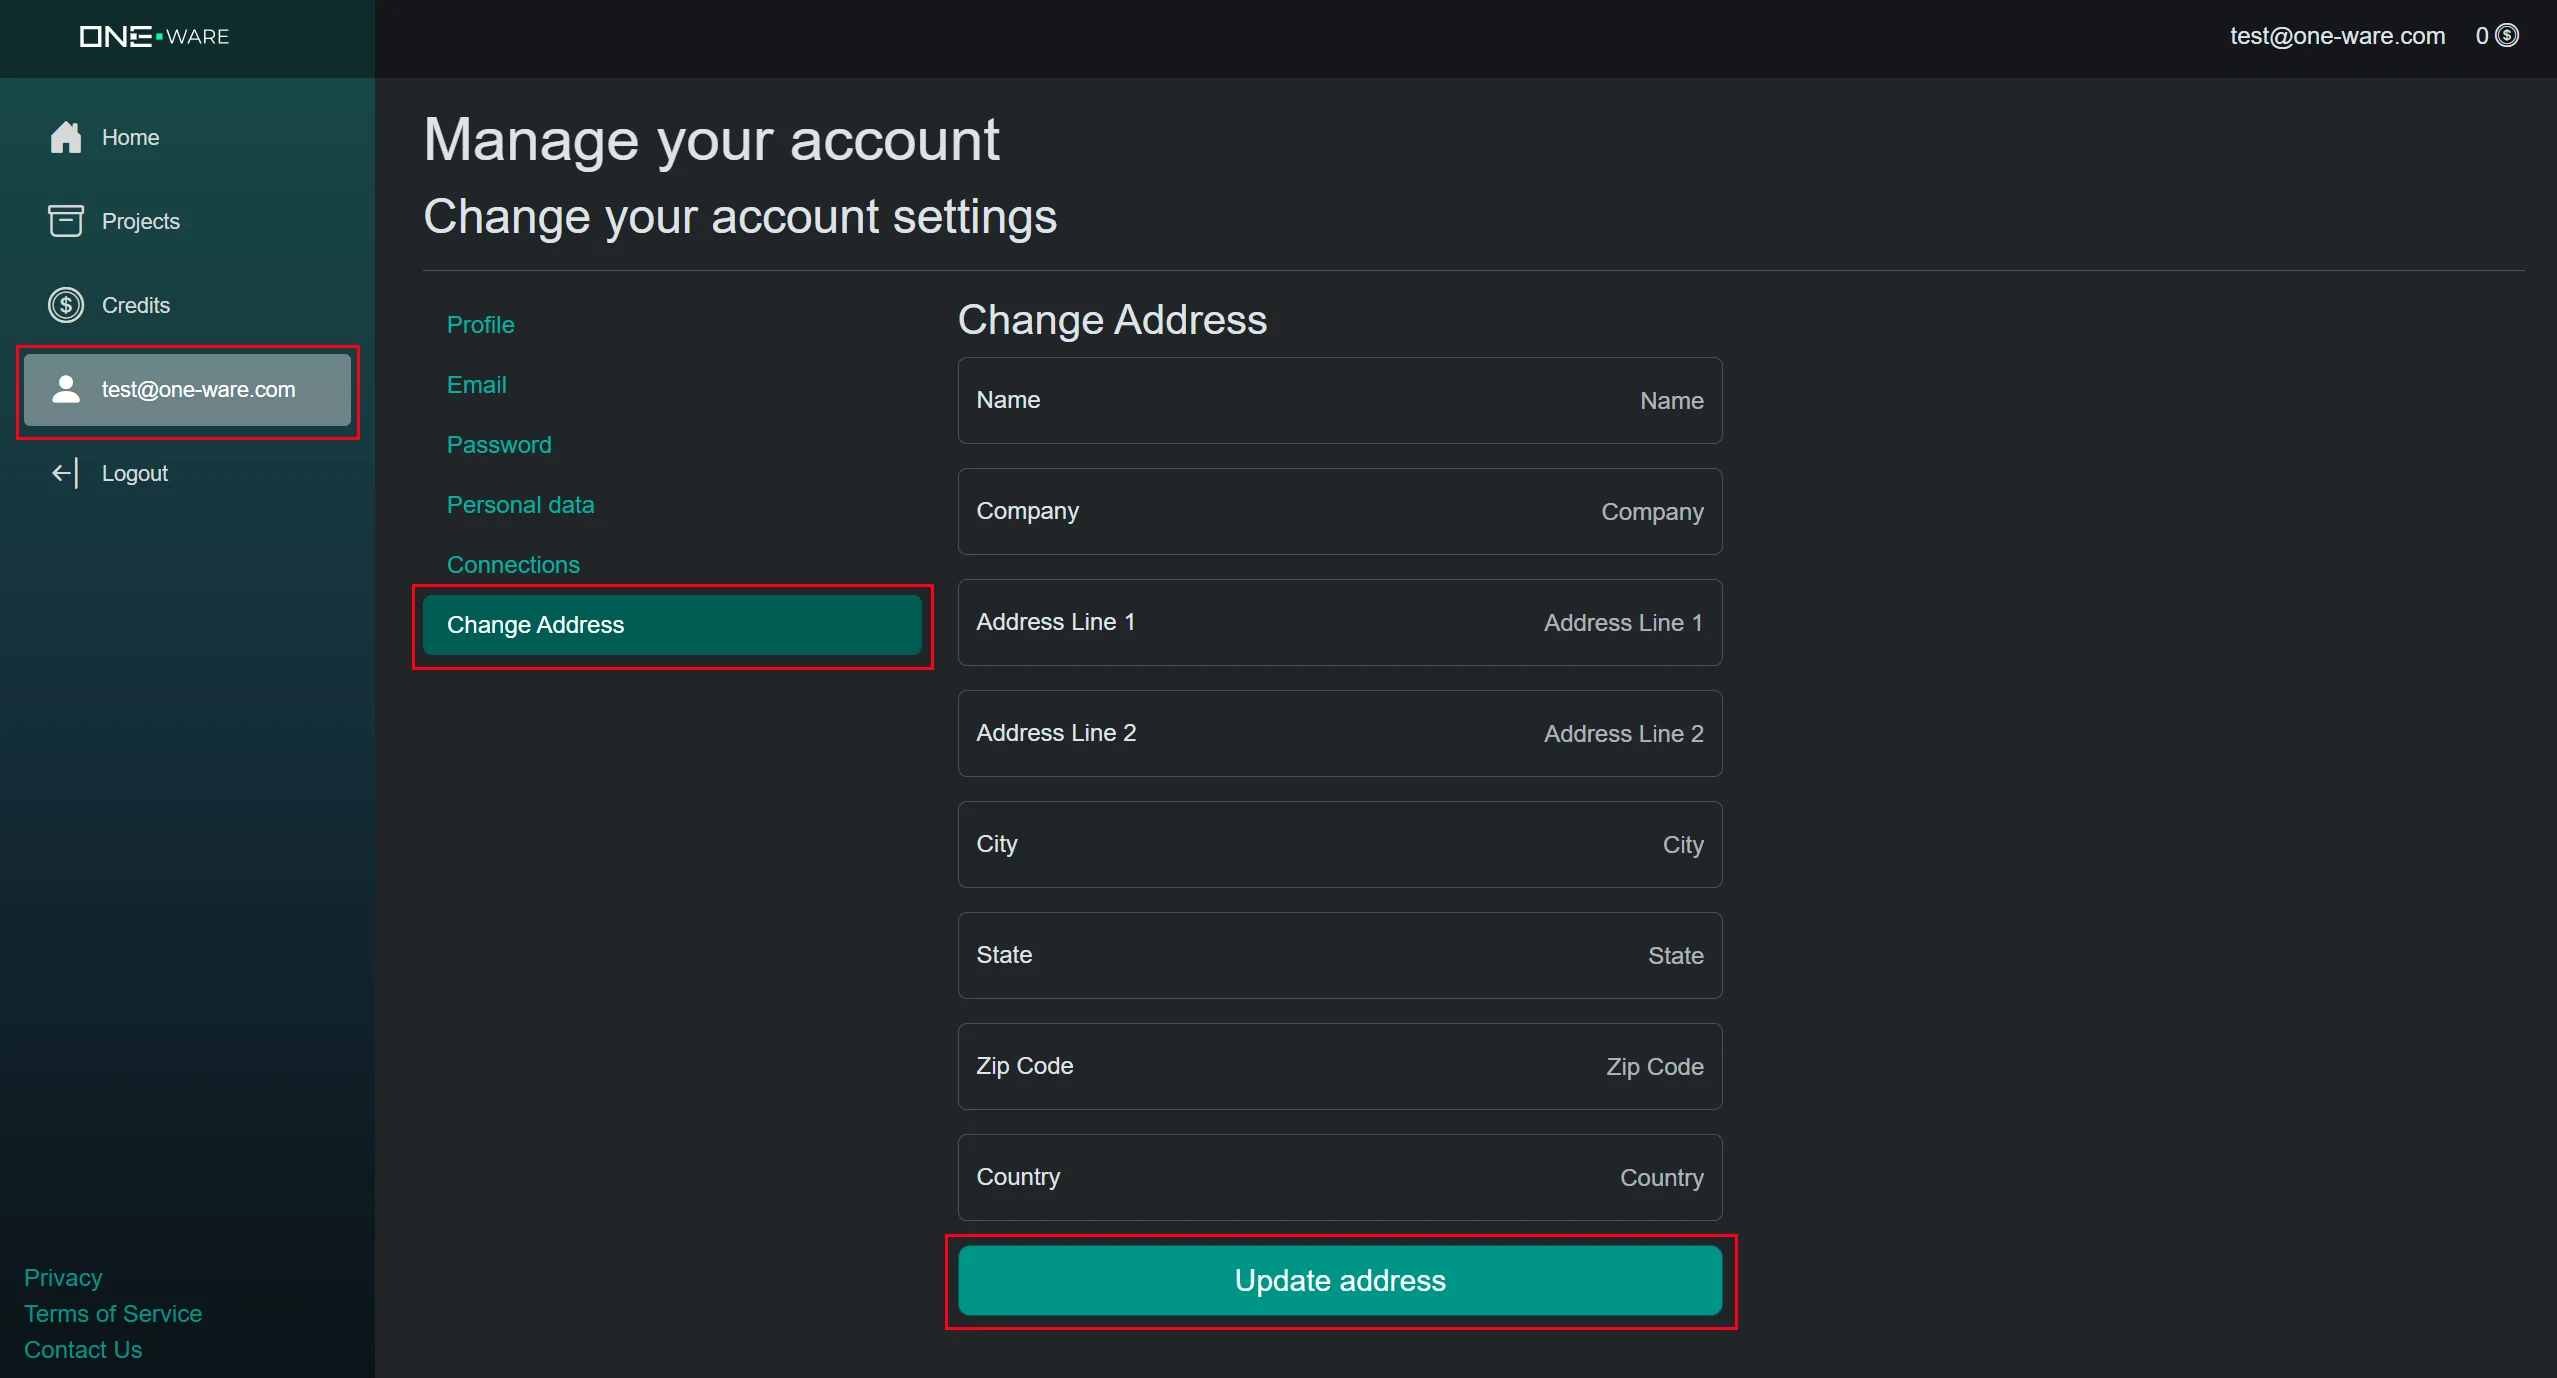 ONE WARE
test@one-ware.com 0
Home
Projects
Credits
test@one-ware.com
Logout
Privacy
Terms of Service
Contact Us
Manage your account
Change your account settings
Profile
Email
Password
Personal data
Connections
Change Address
Change Address
Name Name
Company Company
Address Line 1 Address Line 1
Address Line 2 Address Line 2
City City
State State
Zip Code Zip Code
Country Country
Update address